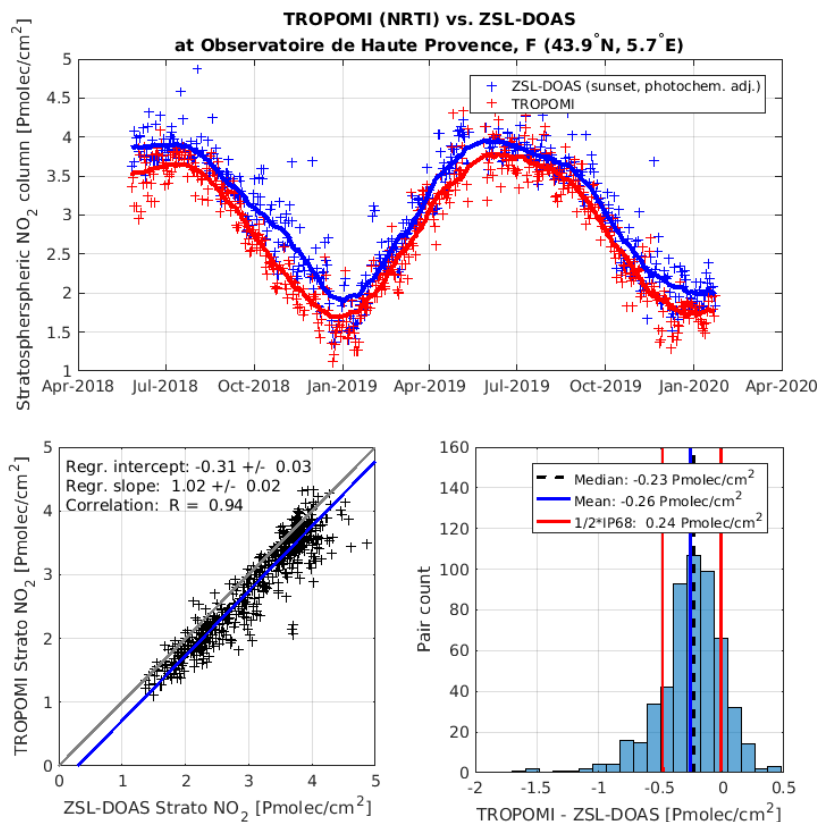 TROPOMI (NRTI) vs. ZSL-DOAS
at Observatoire de Haute Provence, F (43.9°N, 5.7°E)
Stratospherspheric NO2 column [Pmolec/cm2]
5
4.5
4
3.5
3
2.5
2
1.5
1
ZSL-DOAS (sunset, photochem. adj.)
TROPOMI
Apr-2018 Jul-2018 Oct-2018 Jan-2019 Apr-2019 Jul-2019 Oct-2019 Jan-2020 Apr-2020
TROPOMI Strato NO2 [Pmolec/cm2]
5
4
3
2
1
0
Regr. intercept: -0.31 +/- 0.03
Regr. slope: 1.02 +/- 0.02
Correlation: R = 0.94
0 1 2 3 4 5
ZSL-DOAS Strato NO2 [Pmolec/cm2]
Pair count
160
140
120
100
80
60
40
20
0
Median: -0.23 Pmolec/cm2
Mean: -0.26 Pmolec/cm2
1/2*IP68: 0.24 Pmolec/cm2
-2 -1.5 -1 -0.5 0 0.5
TROPOMI - ZSL-DOAS [Pmolec/cm2]